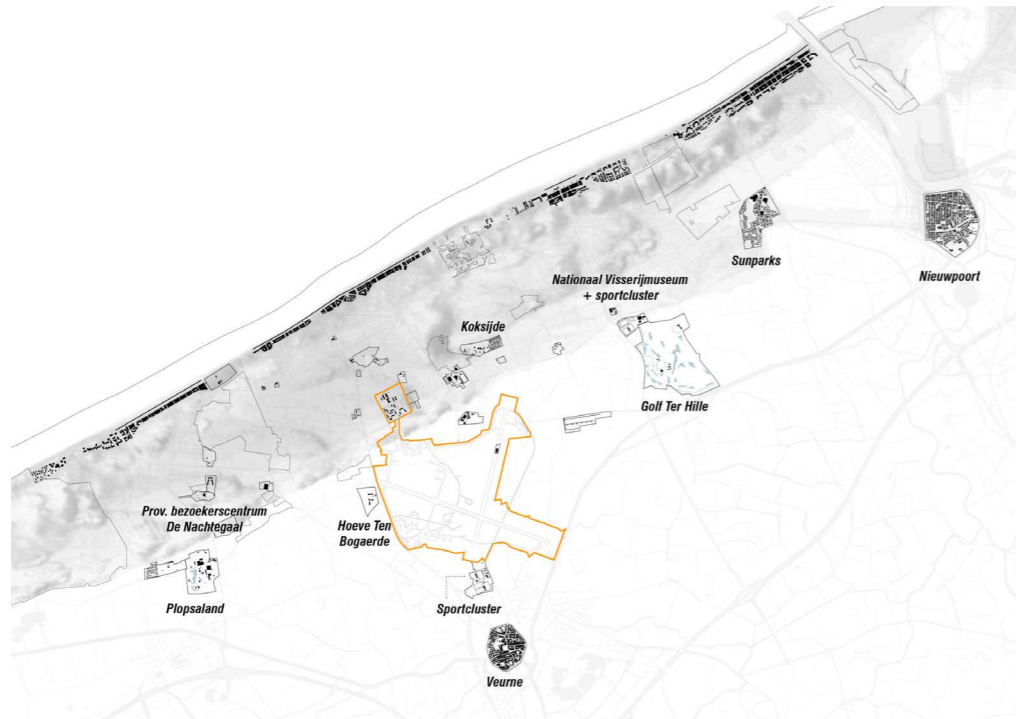 Sunparks
Nieuwpoort
Nationaal Visserijmuseum
+ sportcluster
Koksijde
Golf Ter Hille
Prov. bezoekerscentrum
De Nachtegaal
Hoeve Ten
Bogaerde
Plopsaland
Sportcluster
Veurne